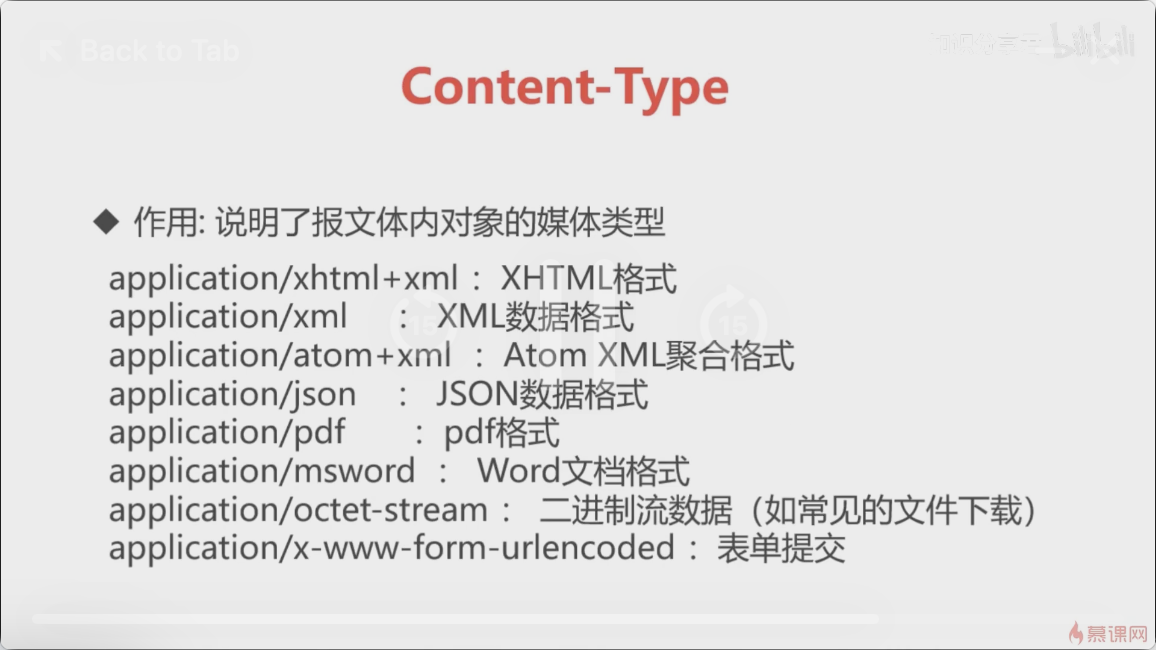 Back to Tab
bilibili
Content-Type
◆ 作用: 说明了报文体内对象的媒体类型
application/xhtml+xml : XHTML格式
application/xml : XML数据格式
application/atom+xml : Atom XML聚合格式
application/json : JSON数据格式
15
15
application/pdf : pdf格式
application/msword : Word文档格式
application/octet-stream : 二进制流数据（如常见的文件下载）
application/x-www-form-urlencoded : 表单提交
慕课网